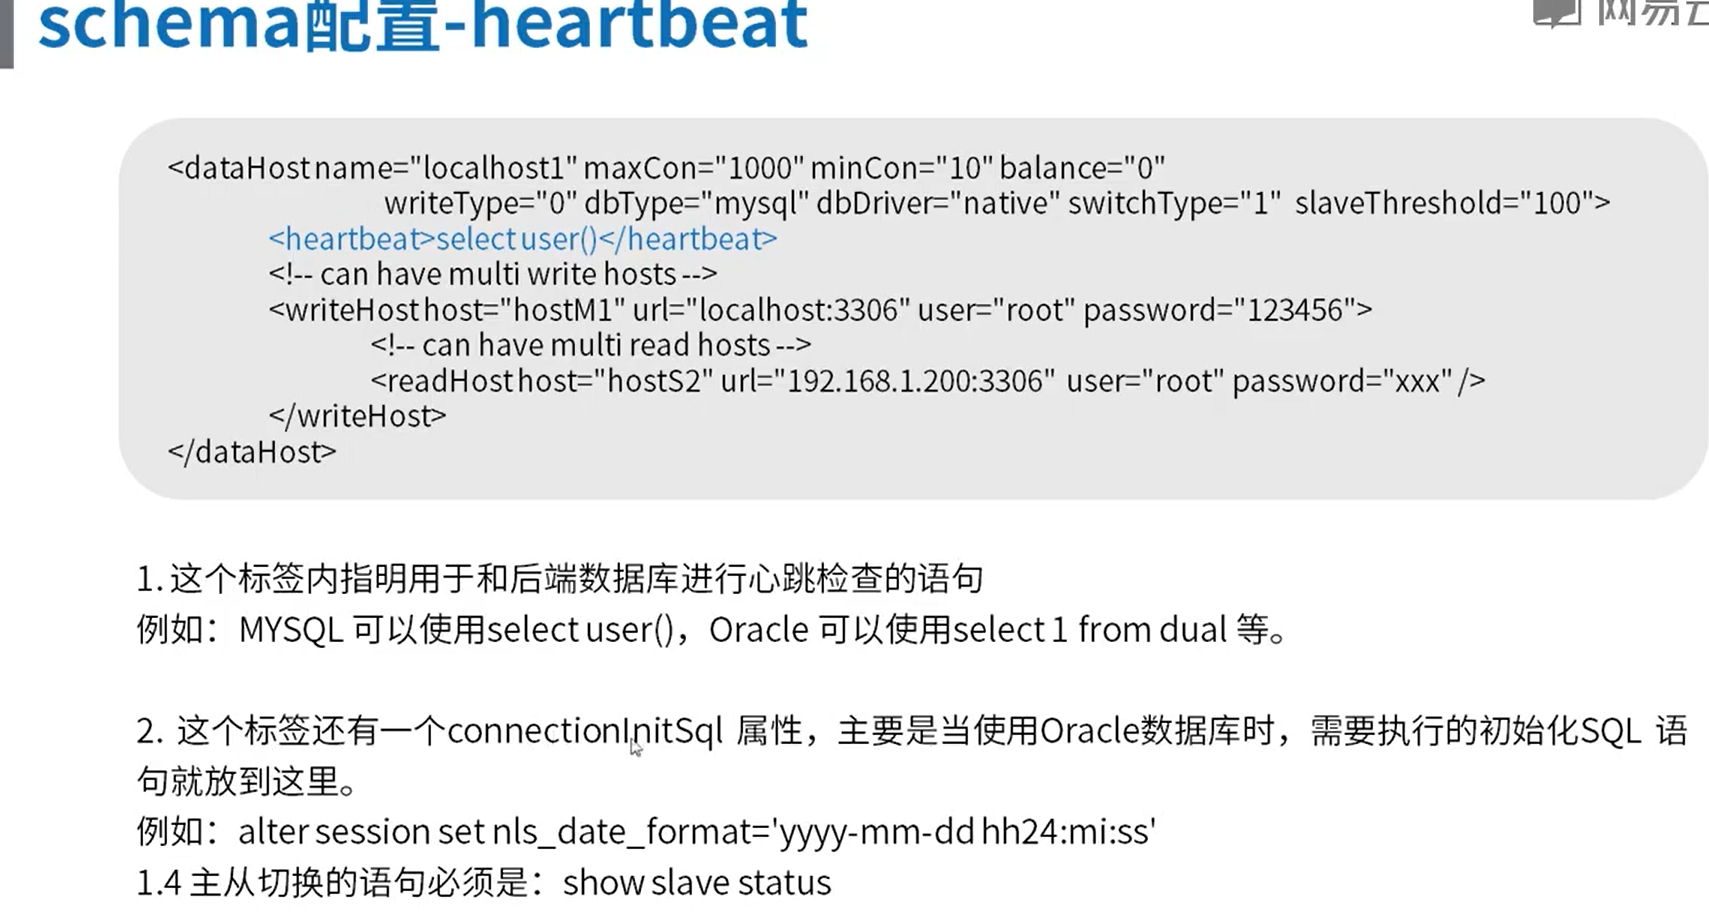 schema配置-heartbeat
网易云
<dataHost name="localhost1" maxCon="1000" minCon="10" balance="0"
writeType="0" dbType="mysql" dbDriver="native" switchType="1" slaveThreshold="100">
<heartbeat>select user()</heartbeat>
<!-- can have multi write hosts -->
<writeHost host="hostM1" url="localhost:3306" user="root" password="123456">
<!-- can have multi read hosts -->
<readHost host="hostS2" url="192.168.1.200:3306" user="root" password="xxx" />
</writeHost>
</dataHost>
1. 这个标签内指明用于和后端数据库进行心跳检查的语句
例如：MYSQL 可以使用select user()，Oracle 可以使用select 1 from dual 等。
2. 这个标签还有一个connectionInitSql 属性，主要是当使用Oracle数据库时，需要执行的初始化SQL 语
句就放到这里。
例如：alter session set nls_date_format='yyyy-mm-dd hh24:mi:ss'
1.4 主从切换的语句必须是：show slave status